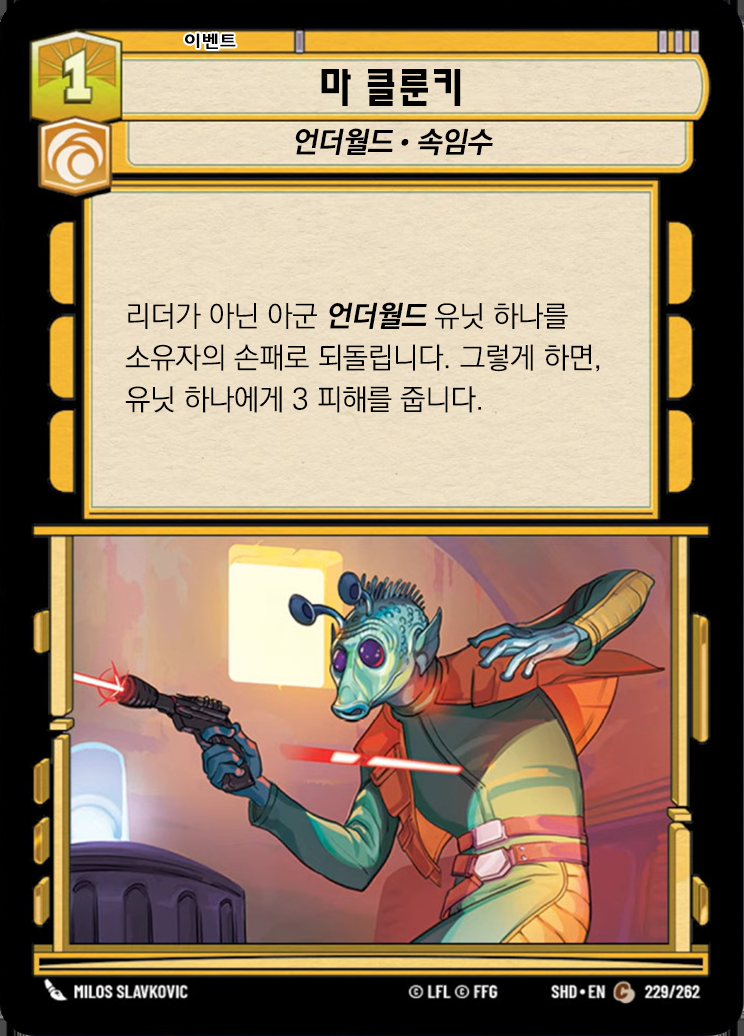 이벤트
1
마 클룬키
언더월드 • 속임수
리더가 아닌 아군 언더월드 유닛 하나를
소유자의 손패로 되돌립니다. 그렇게 하면,
유닛 하나에게 3 피해를 줍니다.
MILOS SLAVKOVIC
© LFL © FFG
SHD • EN C 229/262